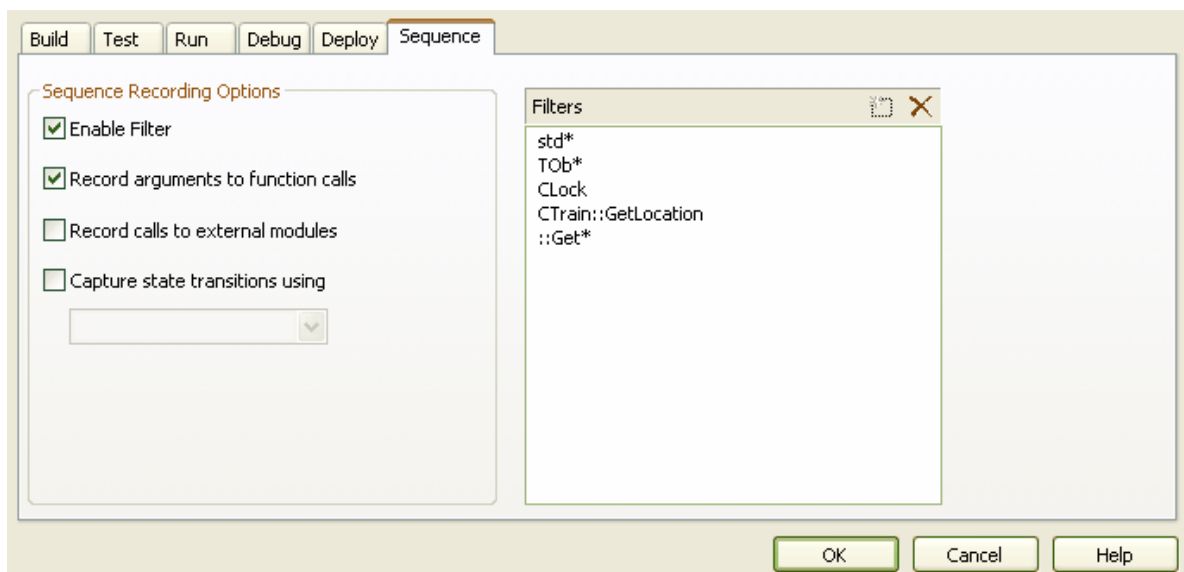 Build Test Run Debug Deploy Sequence
Sequence Recording Options
Enable Filter
Record arguments to function calls
Record calls to external modules
Capture state transitions using
Filters
std*
TOb*
CLock
CTrain::GetLocation
::Get*
OK Cancel Help